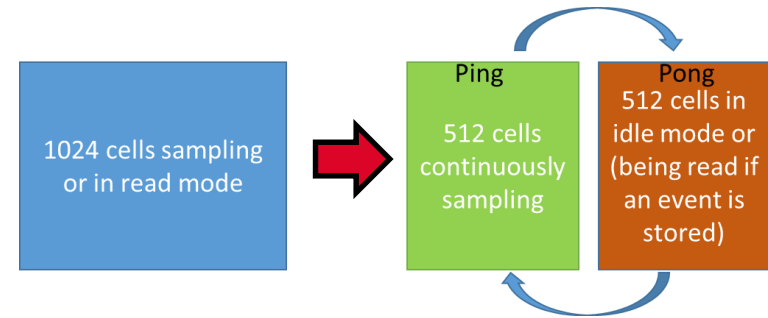 1024 cells sampling
or in read mode
Ping
512 cells
continuously
sampling
Pong
512 cells in
idle mode or
(being read if
an event is
stored)